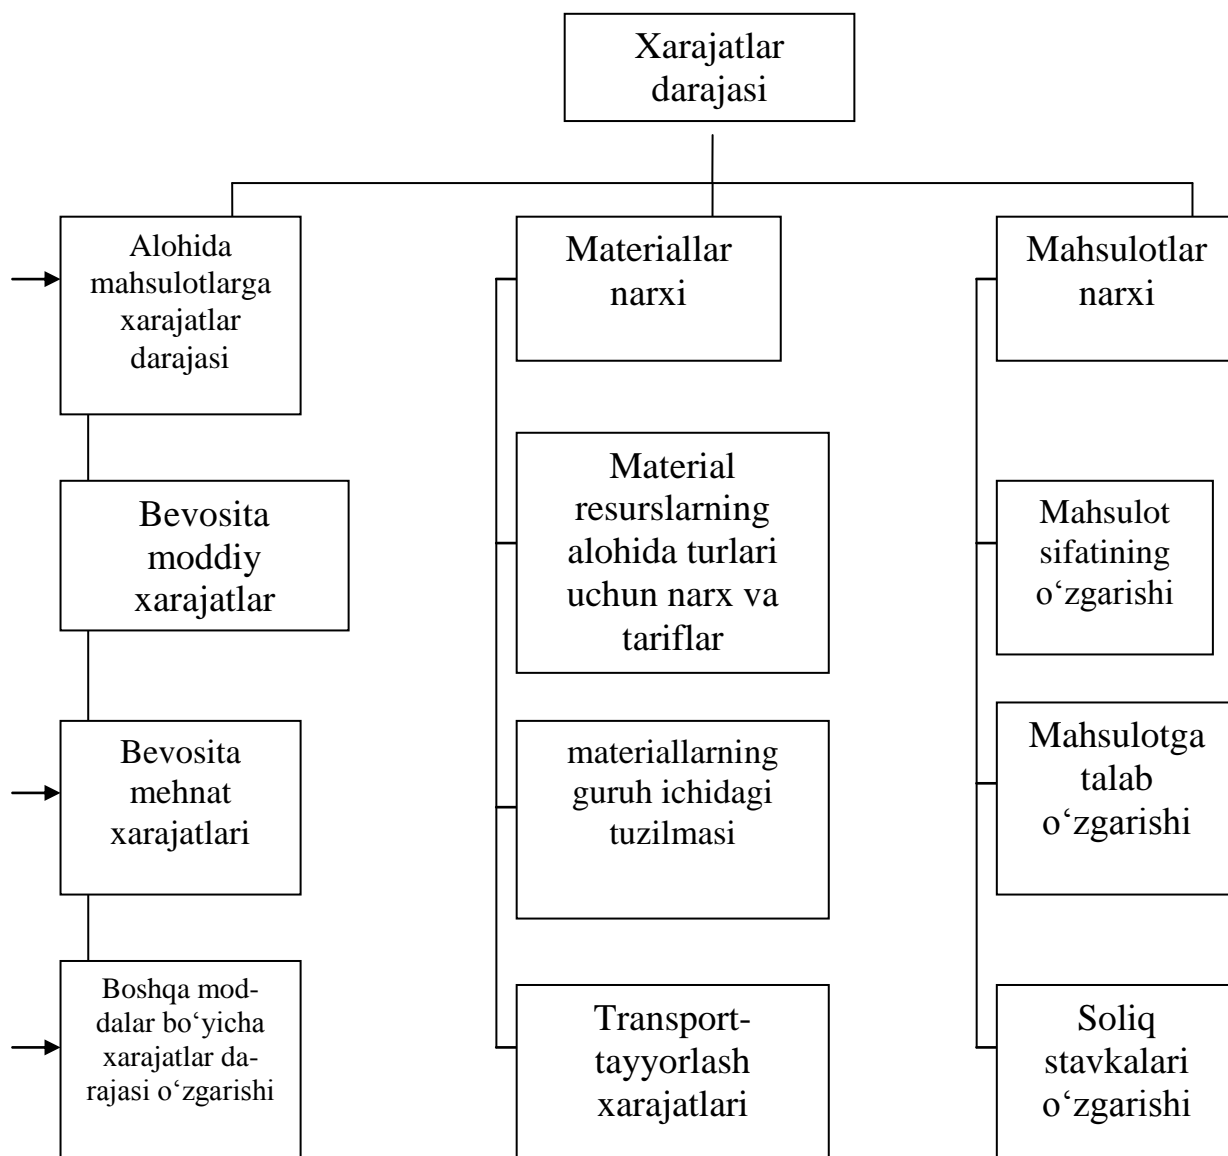 Xarajatlar
darajasi
Alohida
mahsulotlarga
xarajatlar
darajasi
Bevosita
moddiy
xarajatlar
Bevosita
mehnat
xarajatlari
Boshqa mod-
dalar bo‘yicha
xarajatlar da-
rajasi o‘zgarishi
Materiallar
narxi
Material
resurslarning
alohida turlari
uchun narx va
tariflar
materiallarning
guruh ichidagi
tuzilmasi
Transport-
tayyorlash
xarajatlari
Mahsulotlar
narxi
Mahsulot
sifatining
o‘zgarishi
Mahsulotga
talab
o‘zgarishi
Soliq
stavkalari
o‘zgarishi